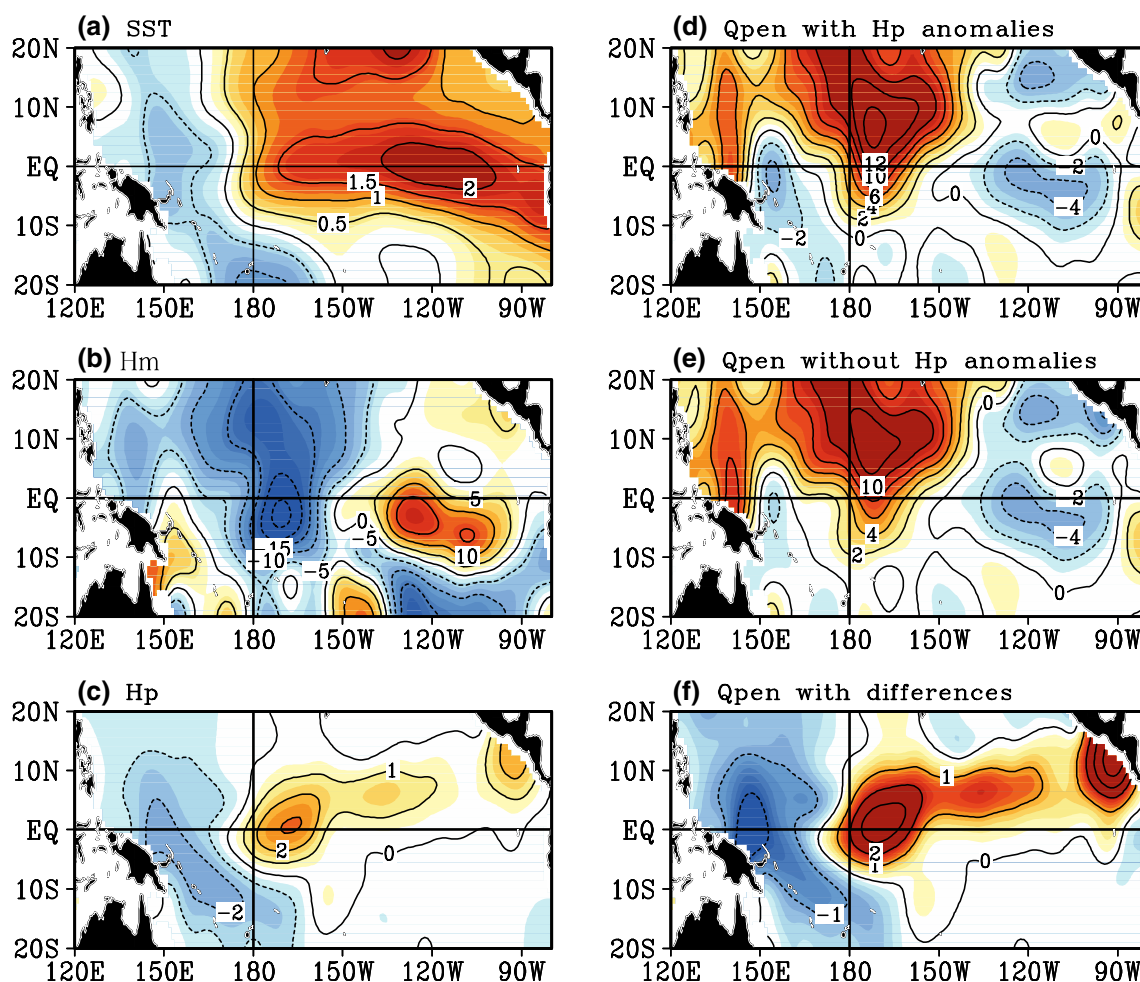 (a) SST
20N
10N
EQ
10S
20S
1.5
1
2
0.5
120E 150E 180 150W 120W 90W
(b) Hm
20N
10N
EQ
10S
20S
5
0
-5
-15
-10
10
-5
120E 150E 180 150W 120W 90W
(c) Hp
20N
10N
EQ
10S
20S
1
2
0
-2
120E 150E 180 150W 120W 90W
(d) Qpen with Hp anomalies
20N
10N
EQ
10S
20S
0
12
10
-2
6
0
4
-4
2
-2
0
0
120E 150E 180 150W 120W 90W
(e) Qpen without Hp anomalies
20N
10N
EQ
10S
20S
0
10
-2
4
-4
2
0
120E 150E 180 150W 120W 90W
(f) Qpen with differences
20N
10N
EQ
10S
20S
1
2
1
0
-1
120E 150E 180 150W 120W 90W